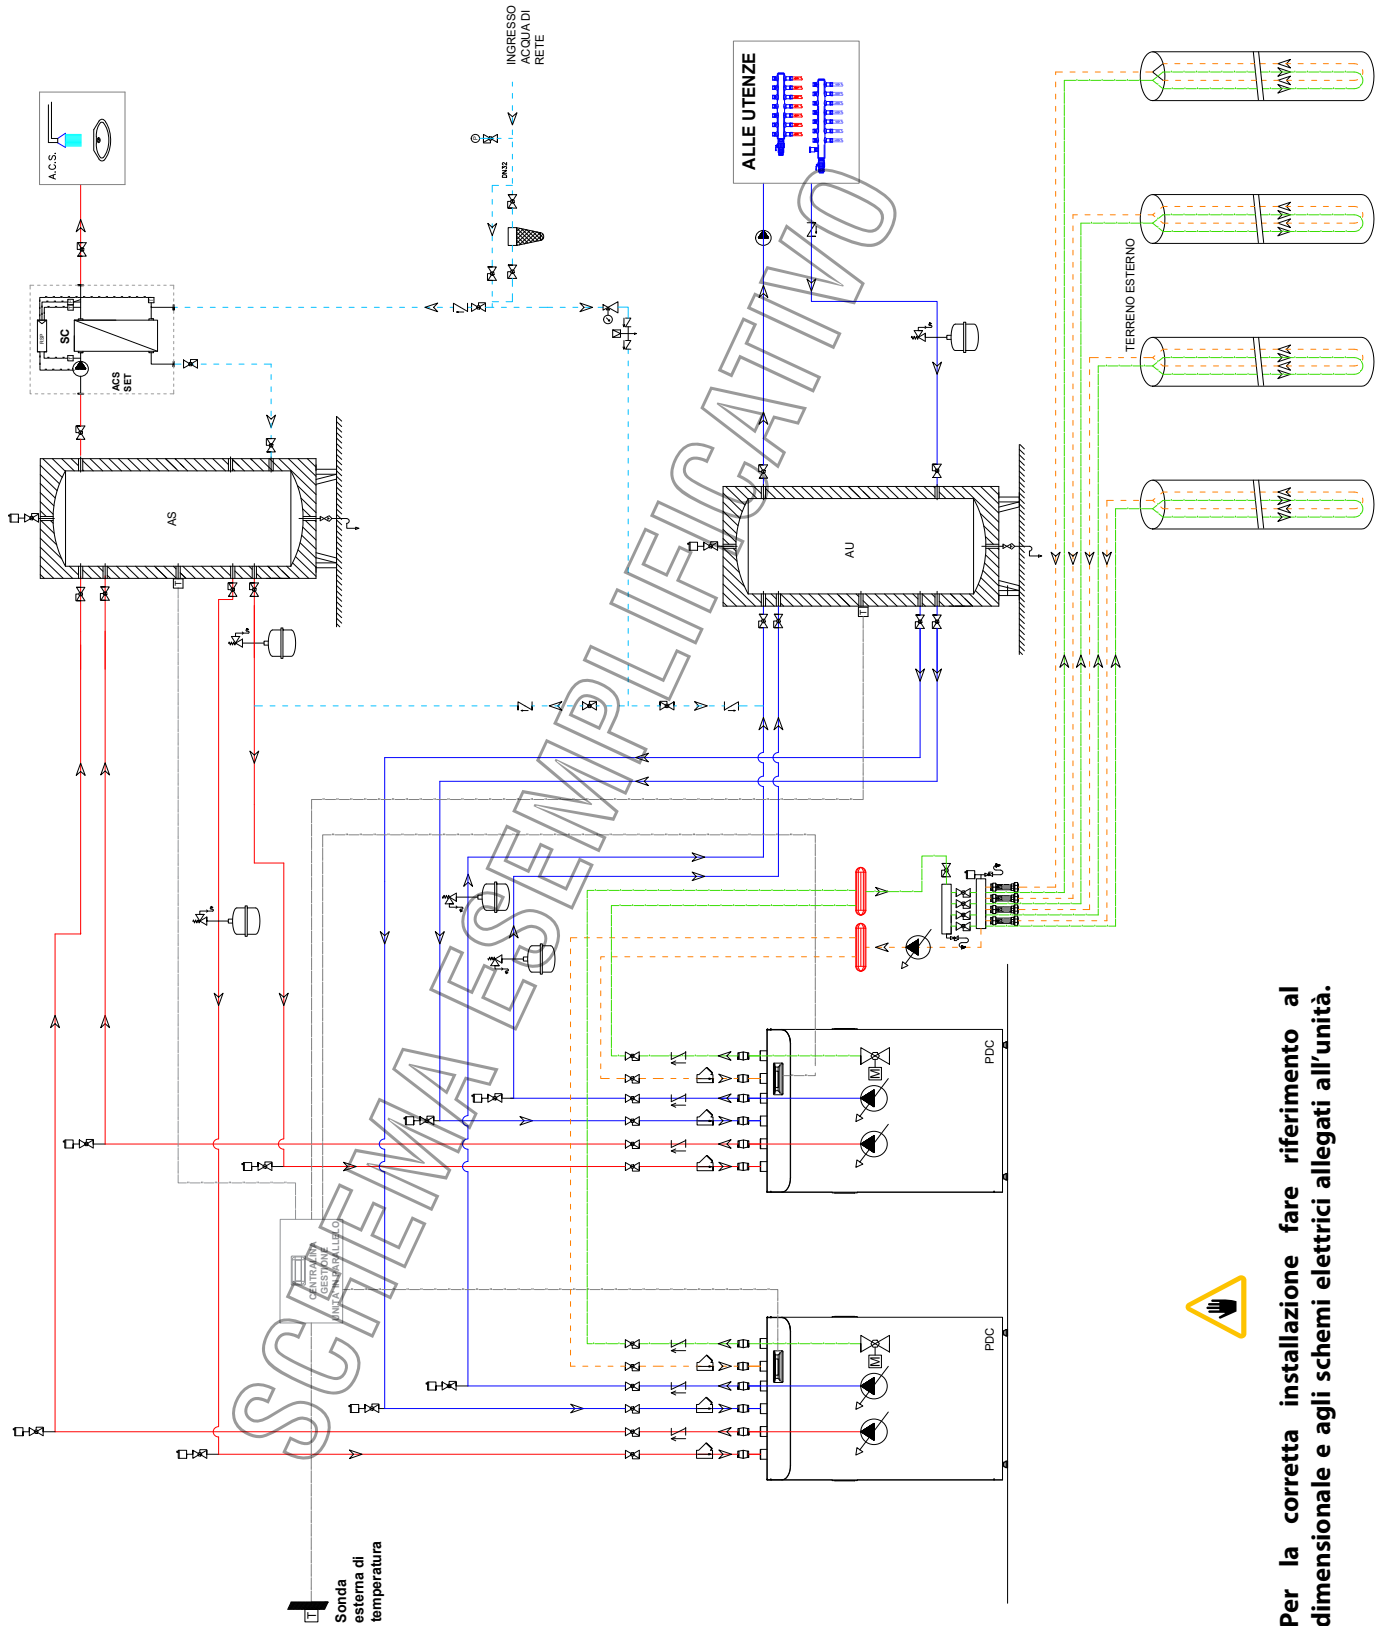 INGRESSO
ACQUA DI
RETE
A.C.S.
ALLE UTENZE
P
DN32
SC
ACS
SET
TERRENO ESTERNO
AS
AU
T
T
SCHEMA ESEMPLIFICATIVO
CENTRALINA
GESTIONE
UNITA' IN PARALLELO
M
PDC
M
PDC
T
Sonda
esterna di
temperatura
Per la corretta installazione fare riferimento al
dimensionale e agli schemi elettrici allegati all'unità.